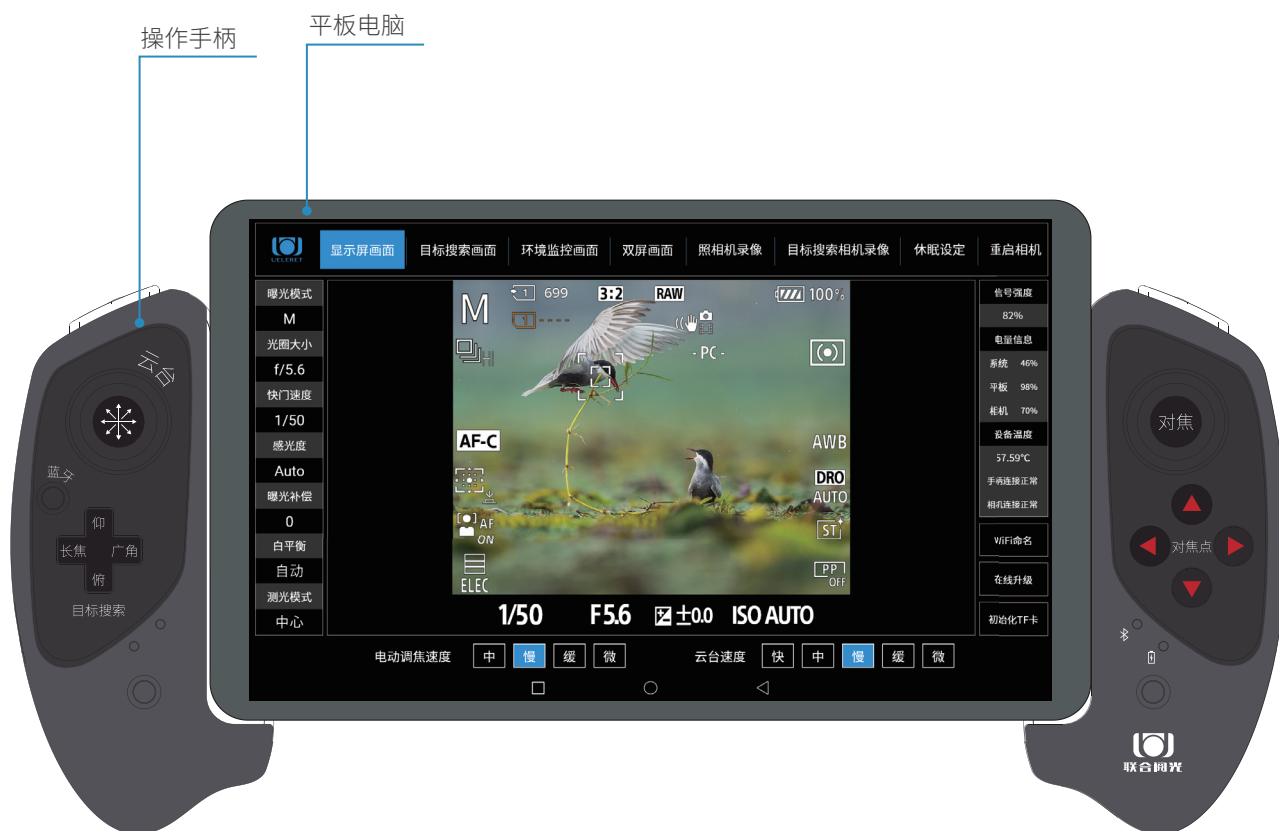 操作手柄
平板电脑
UELERET
显示屏画面 目标搜索画面 环境监控画面 双屏画面 照相机录像 目标搜索相机录像 休眠设定 重启相机
曝光模式
M
光圈大小
f/5.6
快门速度
1/50
感光度
Auto
曝光补偿
0
白平衡
自动
测光模式
中心
M 1 699 3:2 RAW 100%
1 ----
HI
- PC -
AF-C
AWB
DRO
AUTO
AF
ON
ST
ELEC
PP
OFF
1/50 F5.6 ±0.0 ISO AUTO
信号强度
82%
电量信息
系统 46%
平板 98%
相机 70%
设备温度
57.59℃
手柄连接正常
相机连接正常
WiFi命名
在线升级
初始化TF卡
电动调焦速度 中 慢 缓 微
云台速度 快 中 慢 缓 微
云台
蓝牙
仰
长焦 广角
俯
目标搜索
对焦
对焦点
联合阅光